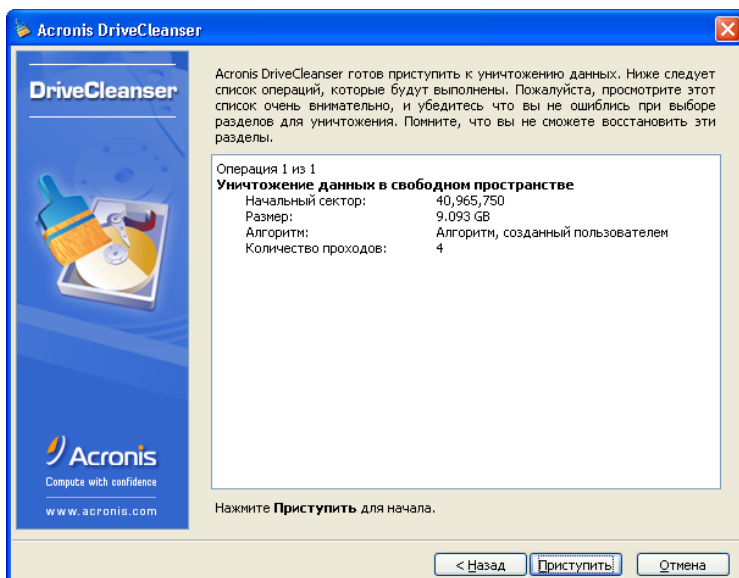 Acronis DriveCleanser
DriveCleanser
Acronis DriveCleanser готов приступить к уничтожению данных. Ниже следует
список операций, которые будут выполнены. Пожалуйста, просмотрите этот
список очень внимательно, и убедитесь что вы не ошиблись при выборе
разделов для уничтожения. Помните, что вы не сможете восстановить эти
разделы.
Операция 1 из 1
Уничтожение данных в свободном пространстве
Начальный сектор: 40,965,750
Размер: 9.093 GB
Алгоритм: Алгоритм, созданный пользователем
Количество проходов: 4
Acronis
Compute with confidence
www.acronis.com
Нажмите Приступить для начала.
< Назад Приступить Отмена